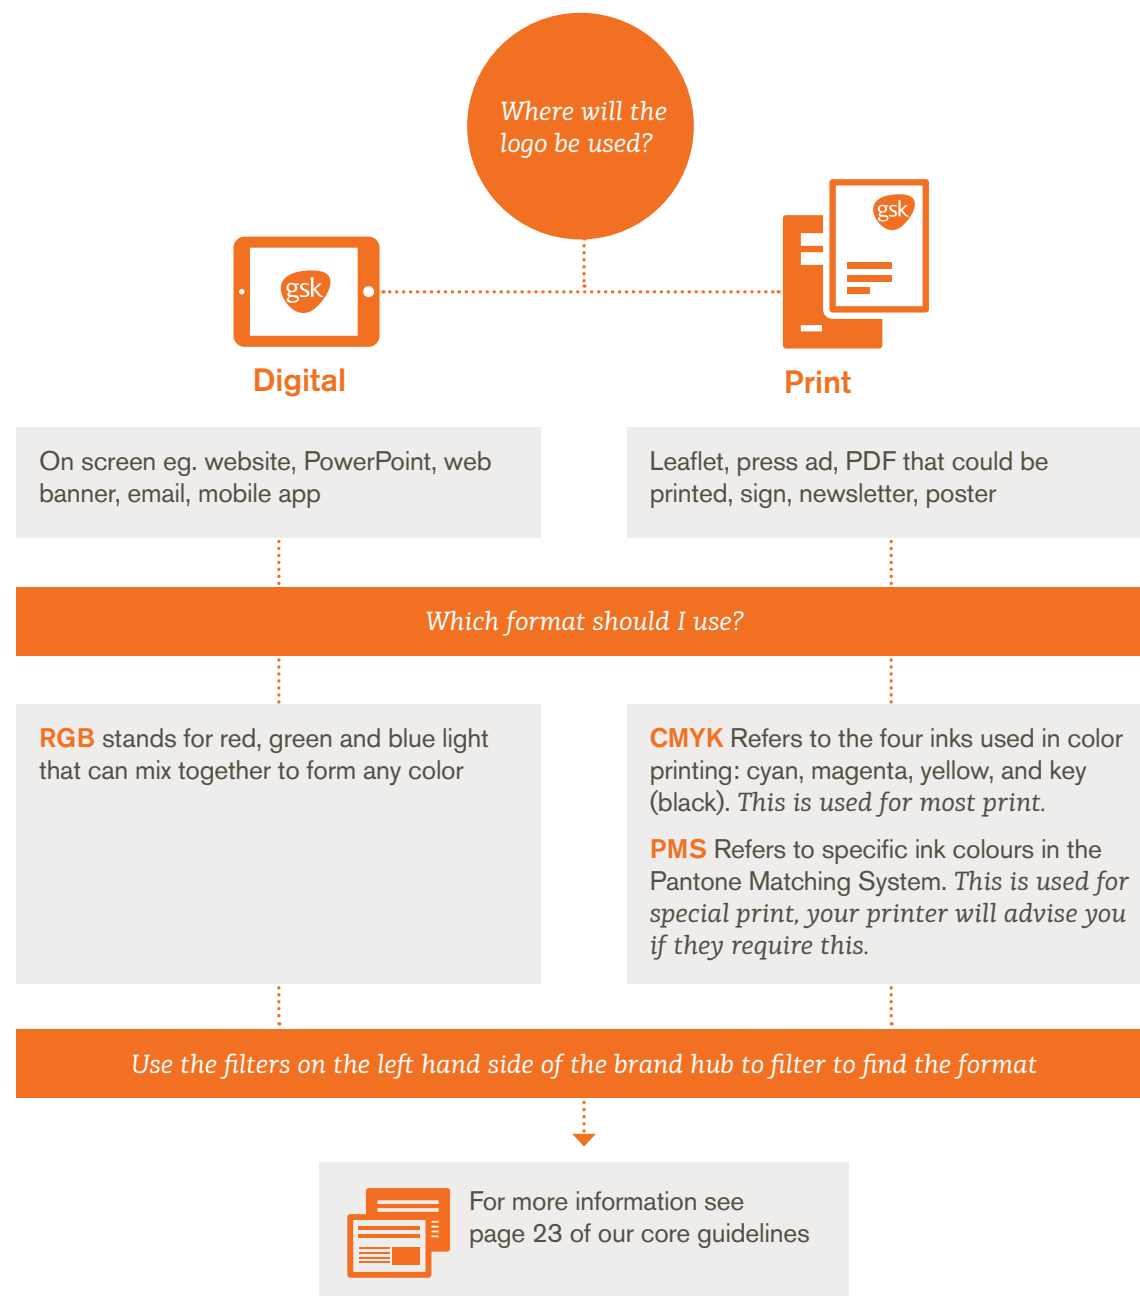 Where will the
logo be used?
gsk
gsk
Digital
Print
On screen eg. website, PowerPoint, web
banner, email, mobile app
Leaflet, press ad, PDF that could be
printed, sign, newsletter, poster
Which format should I use?
RGB stands for red, green and blue light
that can mix together to form any color
CMYK Refers to the four inks used in color
printing: cyan, magenta, yellow, and key
(black). This is used for most print.
PMS Refers to specific ink colours in the
Pantone Matching System. This is used for
special print, your printer will advise you
if they require this.
Use the filters on the left hand side of the brand hub to filter to find the format
For more information see
page 23 of our core guidelines